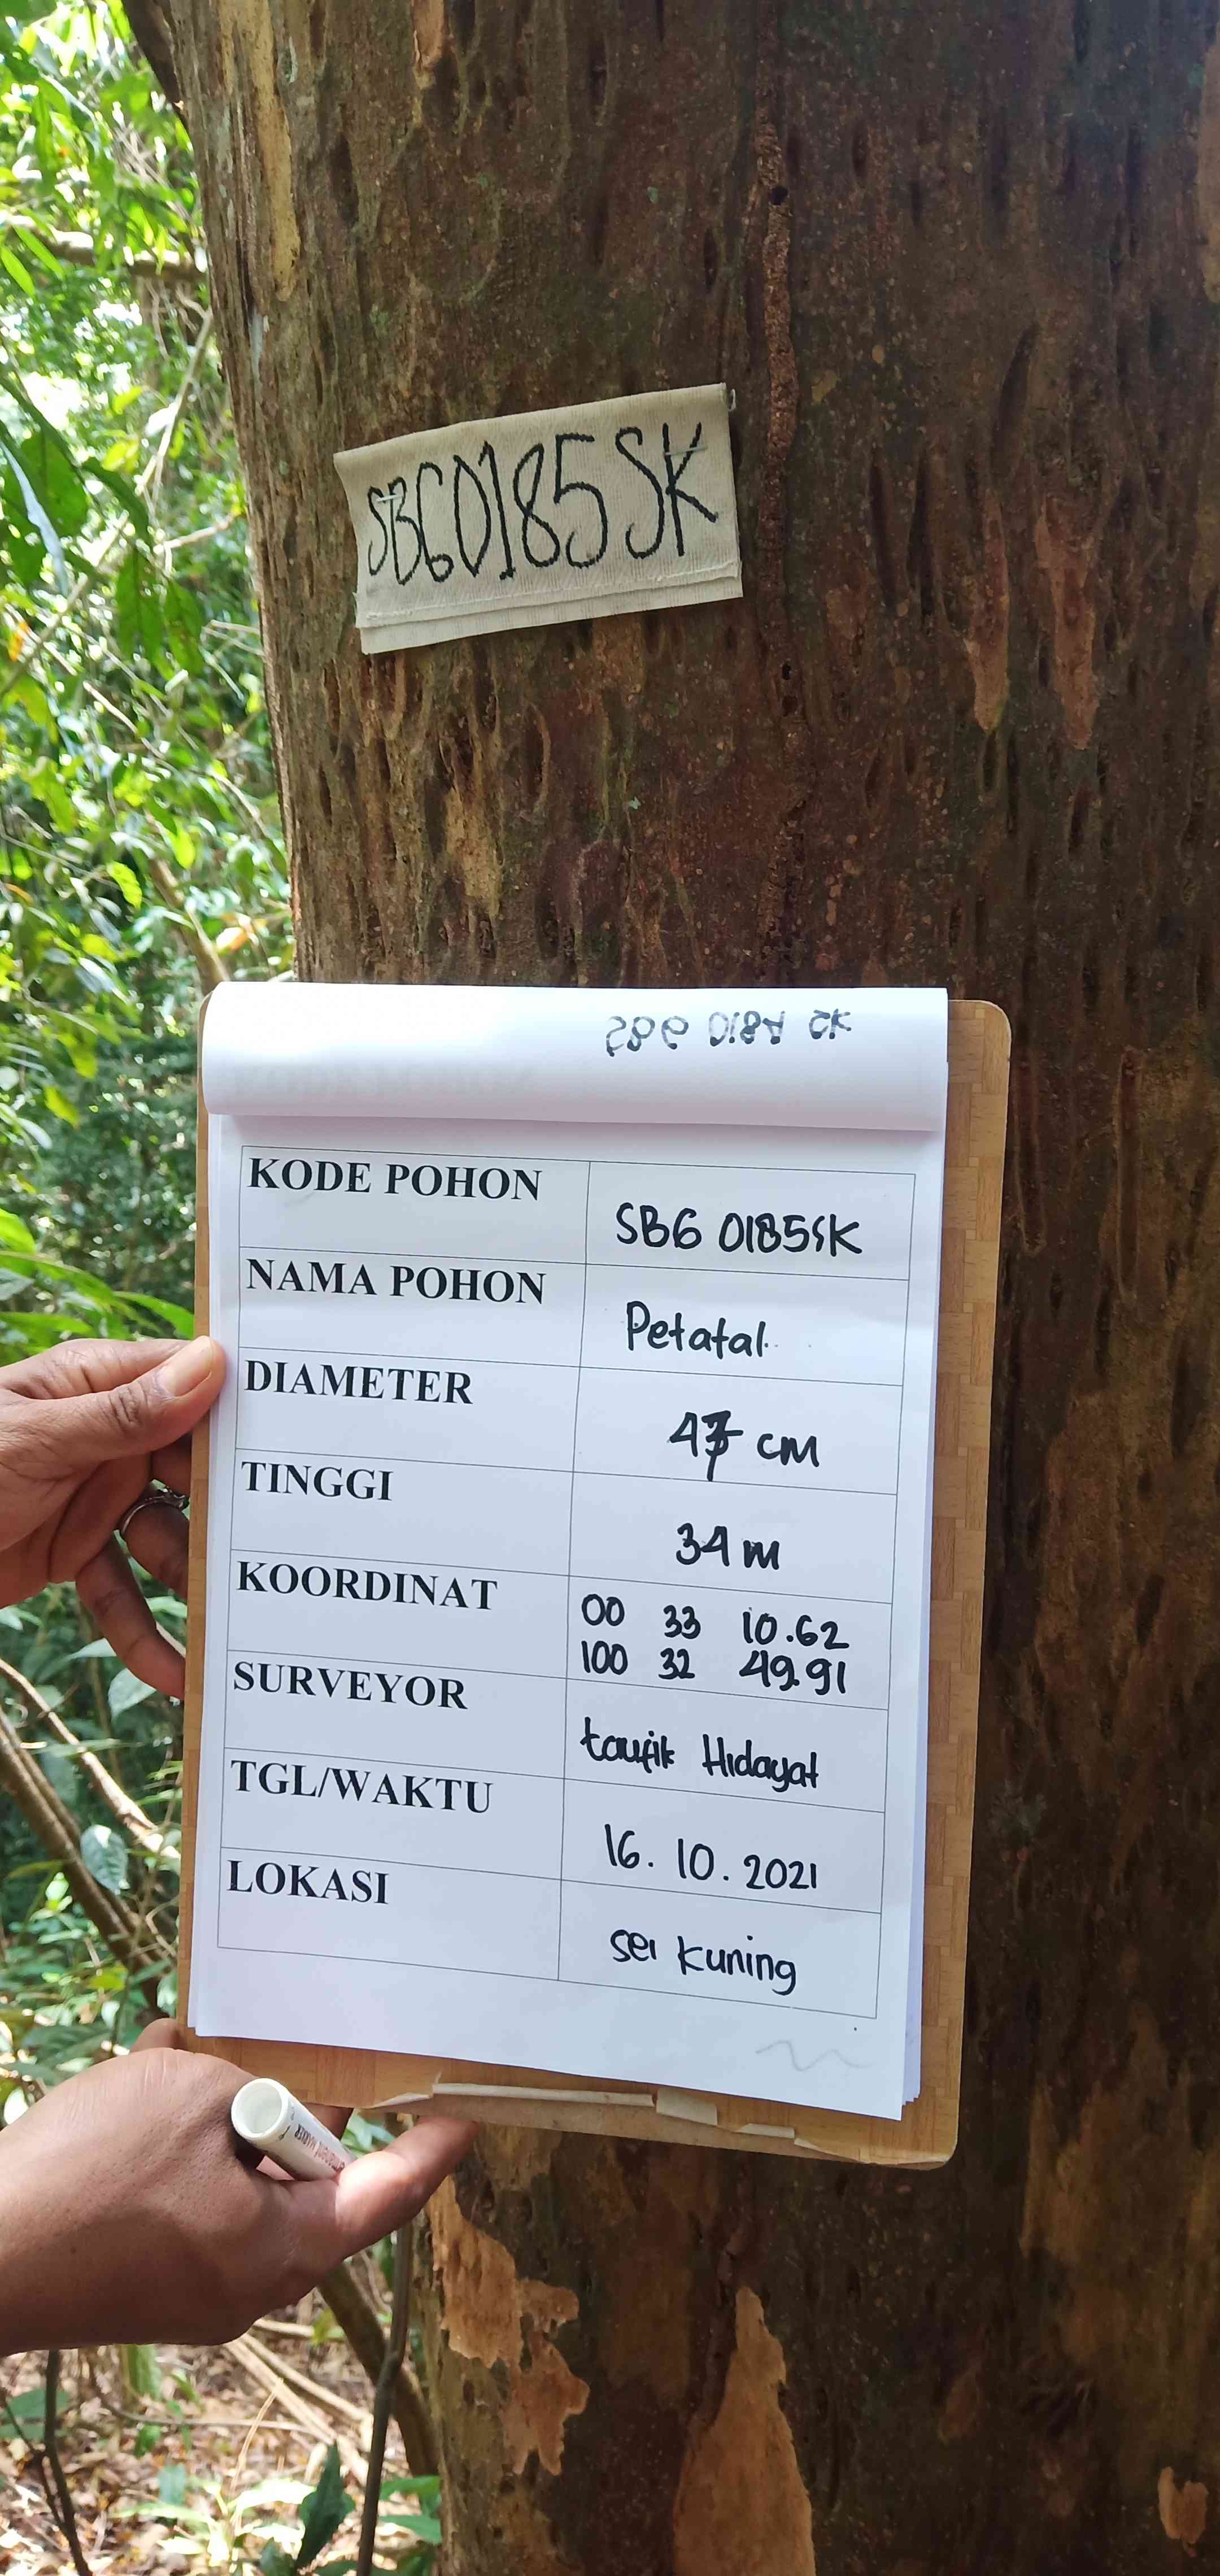 SBG0185SK
SBG 0184 SK
KODE POHON
SBG 0185SK
NAMA POHON
Petatal
DIAMETER
47 cm
TINGGI
34 m
KOORDINAT
00 33 10.62
100 32 49.91
SURVEYOR
taufik Hidayat
TGL/WAKTU
16.10.2021
LOKASI
sei kuning